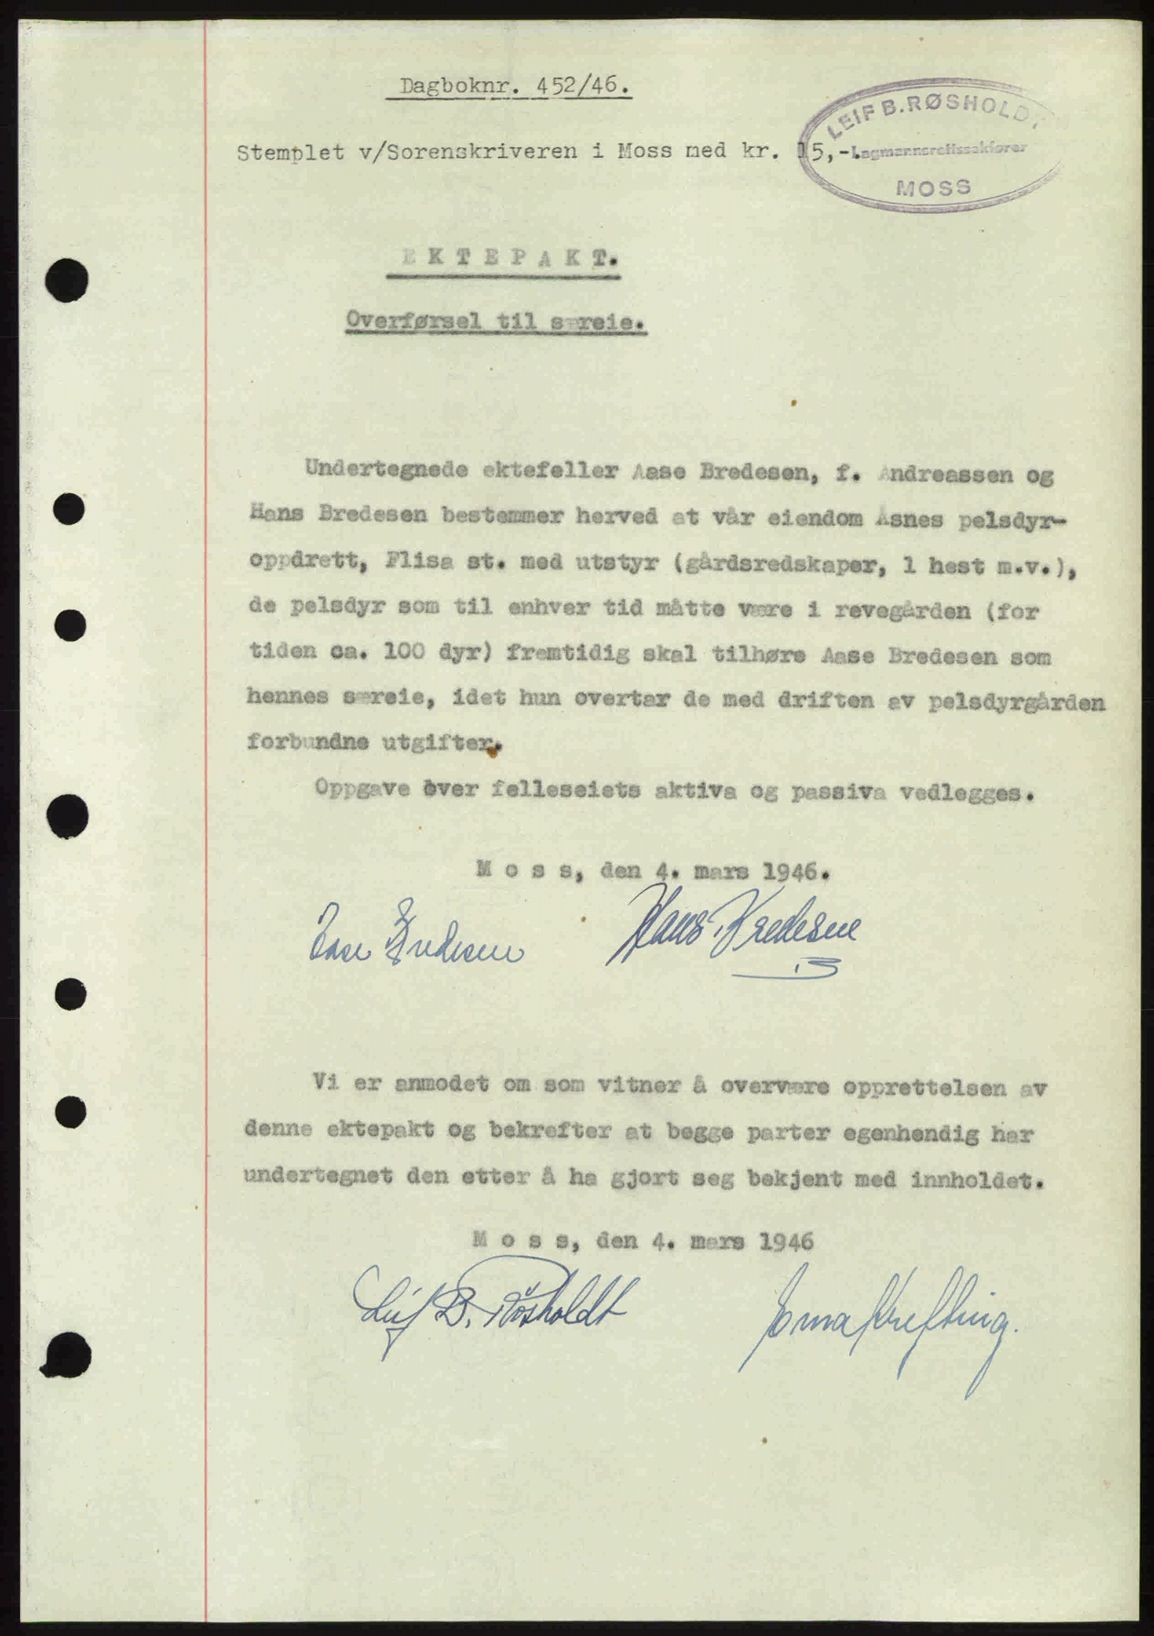 Dagboknr. 452/46.
LEIF B. RØSHOLDT
Stemplet v/Sorenskriveren i Moss med kr. 15,-
Lagmannsrettssakfører
MOSS
EKTEPAKT.
Overførsel til særeie.
Undertegnede ektefeller Aase Bredesen, f. Andreassen og
Hans Bredesen bestemmer herved at vår eiendom Åsnes pelsdyr-
oppdrett, Flisa st. med utstyr (gårdsredskaper, 1 hest m.v.),
de pelsdyr som til enhver tid måtte være i revegården (for
tiden ca. 100 dyr) fremtidig skal tilhøre Aase Bredesen som
hennes særeie, idet hun overtar de med driften av pelsdyrgården
forbundne utgifter.
Oppgave over felleseiets aktiva og passiva vedlegges.
Moss, den 4. mars 1946.
Aase Bredesen Hans Bredesen
Vi er anmodet om som vitner å overvære opprettelsen av
denne ektepakt og bekrefter at begge parter egenhendig har
undertegnet den etter å ha gjort seg bekjent med innholdet.
Moss, den 4. mars 1946
Leif B. Røsholdt